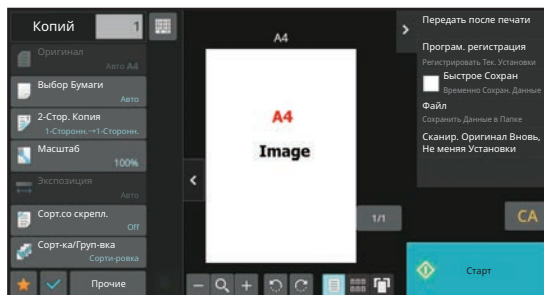 Копий
1
Оригинал
Авто A4
Выбор Бумаги
Авто
2-Стор. Копия
1-Сторонн.→1-Сторонн.
Масштаб
100%
Экспозиция
Авто
Сорт.со скрепл.
Off
Сорт-ка/Груп-вка
Сорти-ровка
Прочие
A4
A4
Image
1/1
Передать после печати
Програм. регистрация
Регистрировать Тек. Установки
Быстрое Сохран
Временно Сохран. Данные
Файл
Сохранить Данные в Папке
Сканир. Оригинал Вновь,
Не меняя Установки
CA
Старт